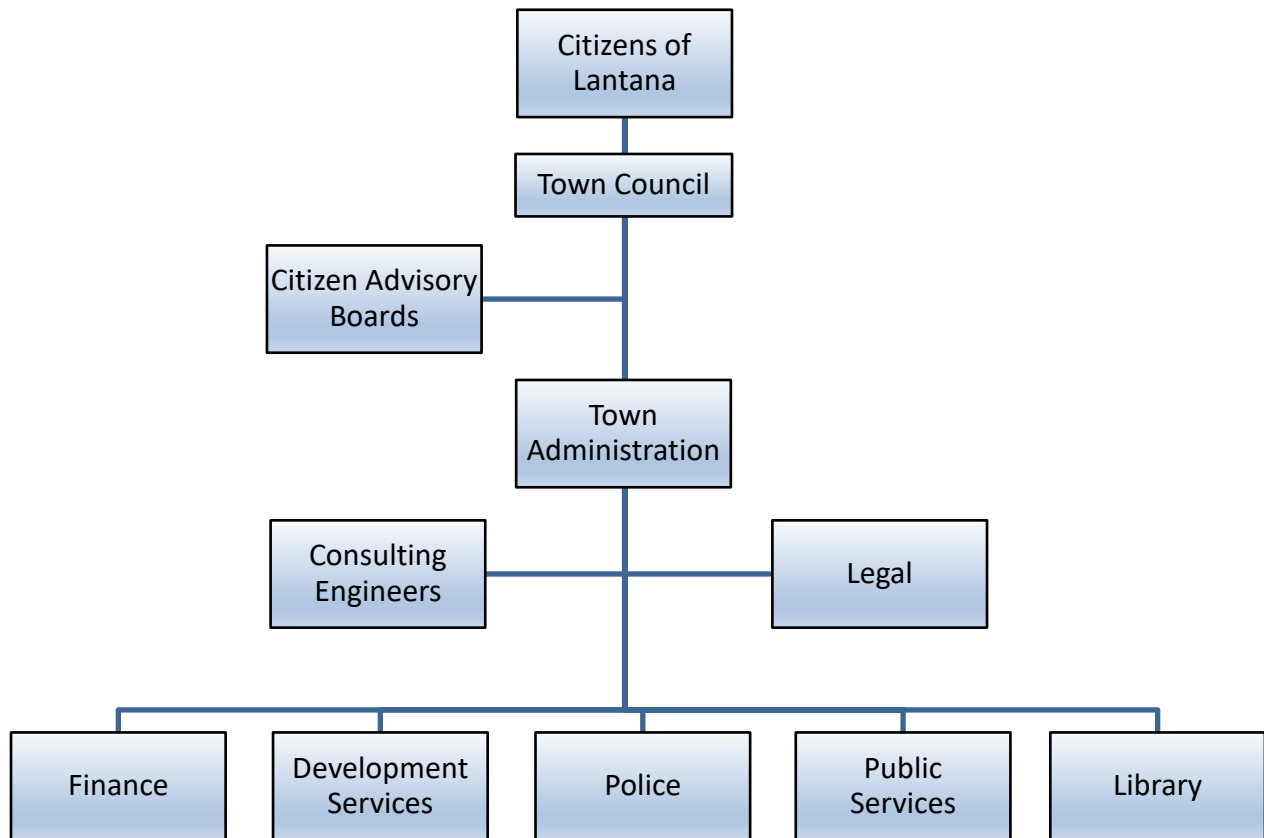 Citizens of
Lantana
Town Council
Citizen Advisory
Boards
Town
Administration
Consulting
Engineers
Legal
Finance
Development
Services
Police
Public
Services
Library